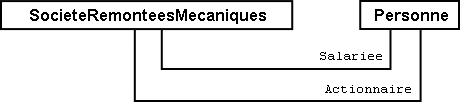 SocieteRemonteesMecaniques
Personne
Salariee
Actionnaire